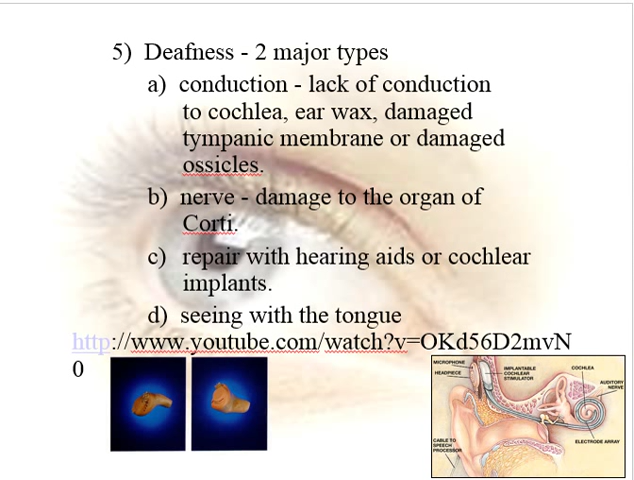 5) Deafness - 2 major types
a) conduction - lack of conduction
to cochlea, ear wax, damaged
tympanic membrane or damaged
ossicles.
b) nerve - damage to the organ of
Corti.
c) repair with hearing aids or cochlear
implants.
d) seeing with the tongue
http://www.youtube.com/watch?v=OKd56D2mvN
0
MICROPHONE
HEADPIECE
IMPLANTABLE
COCHLEAR
STIMULATOR
COCHLEA
AUDITORY
NERVE
CABLE TO
SPEECH
PROCESSOR
ELECTRODE ARRAY